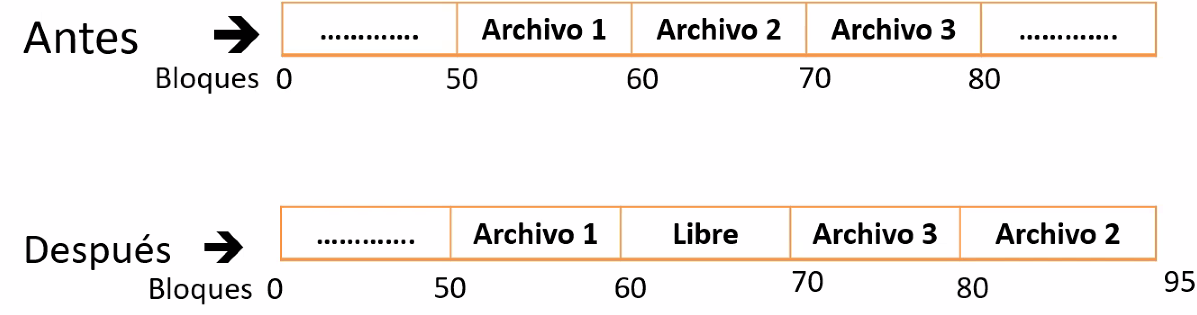 Antes ➔ ............. Archivo 1 Archivo 2 Archivo 3 .............
Bloques 0 50 60 70 80
Después ➔ ............. Archivo 1 Libre Archivo 3 Archivo 2
Bloques 0 50 60 70 80 95